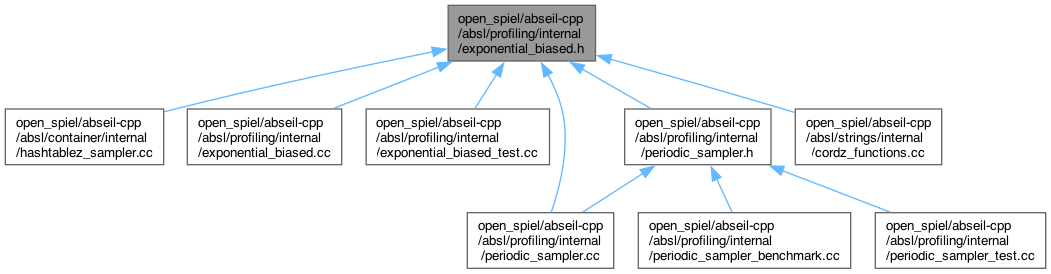 open_spiel/abseil-cpp
/absl/profiling/internal
/exponential_biased.h
open_spiel/abseil-cpp
/absl/container/internal
/hashtablez_sampler.cc
open_spiel/abseil-cpp
/absl/profiling/internal
/exponential_biased.cc
open_spiel/abseil-cpp
/absl/profiling/internal
/exponential_biased_test.cc
open_spiel/abseil-cpp
/absl/profiling/internal
/periodic_sampler.h
open_spiel/abseil-cpp
/absl/strings/internal
/cordz_functions.cc
open_spiel/abseil-cpp
/absl/profiling/internal
/periodic_sampler.cc
open_spiel/abseil-cpp
/absl/profiling/internal
/periodic_sampler_benchmark.cc
open_spiel/abseil-cpp
/absl/profiling/internal
/periodic_sampler_test.cc